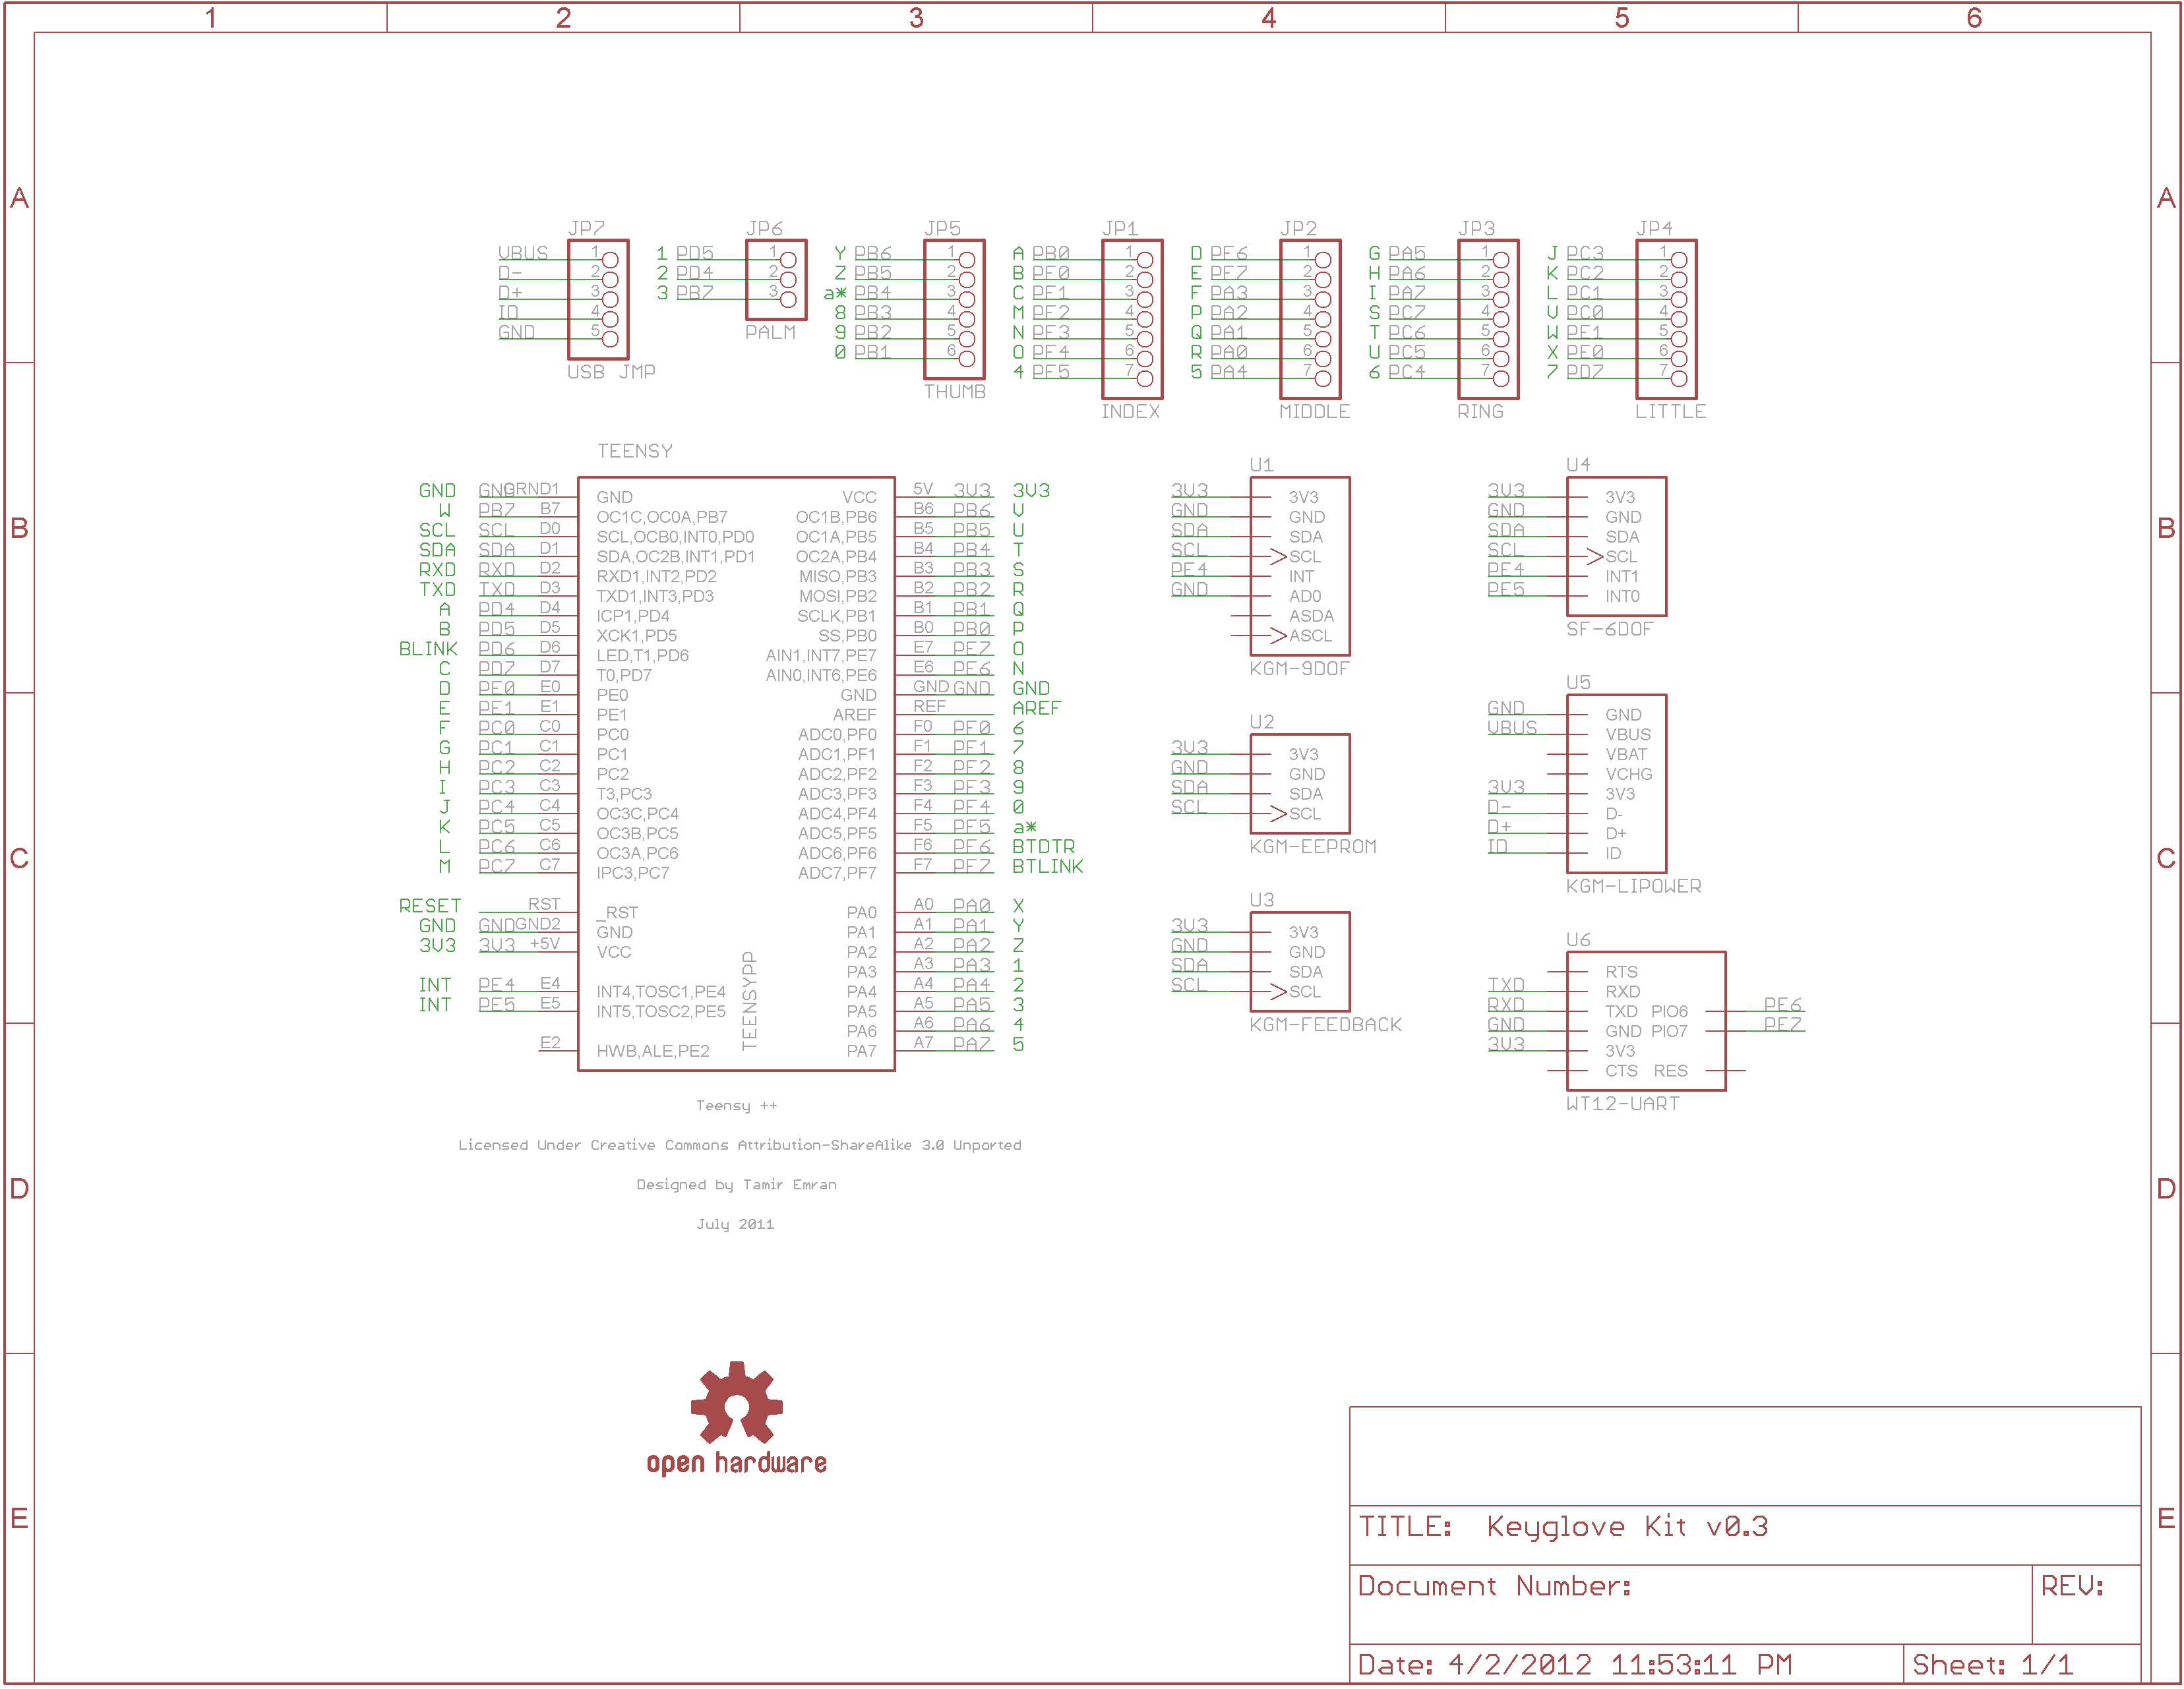 1 2 3 4 5 6
A A
JP7
VBUS 1
D- 2
D+ 3
ID 4
GND 5
USB JMP
JP6
1 PD5 1
2 PD4 2
3 PB7 3
PALM
JP5
Y PB6 1
Z PB5 2
a* PB4 3
8 PB3 4
9 PB2 5
0 PB1 6
THUMB
JP1
A PB0 1
B PF0 2
C PF1 3
M PF2 4
N PF3 5
O PF4 6
4 PF5 7
INDEX
JP2
D PE6 1
E PE7 2
F PA3 3
P PA2 4
Q PA1 5
R PA0 6
5 PA4 7
MIDDLE
JP3
G PA5 1
H PA6 2
I PA7 3
S PC7 4
T PC6 5
U PC5 6
6 PC4 7
RING
JP4
J PC3 1
K PC2 2
L PC1 3
V PC0 4
W PE1 5
X PE0 6
7 PD7 7
LITTLE
B B
TEENSY
GND GND GRND1 GND VCC 5V 3V3 3V3
W PB7 B7 OC1C,OC0A,PB7 OC1B,PB6 B6 PB6 V
SCL SCL D0 SCL,OCB0,INT0,PD0 OC1A,PB5 B5 PB5 U
SDA SDA D1 SDA,OC2B,INT1,PD1 OC2A,PB4 B4 PB4 T
RXD RXD D2 RXD1,INT2,PD2 MISO,PB3 B3 PB3 S
TXD TXD D3 TXD1,INT3,PD3 MOSI,PB2 B2 PB2 R
A PD4 D4 ICP1,PD4 SCLK,PB1 B1 PB1 Q
B PD5 D5 XCK1,PD5 SS,PB0 B0 PB0 P
BLINK PD6 D6 LED,T1,PD6 AIN1,INT7,PE7 E7 PE7 O
C PD7 D7 T0,PD7 AIN0,INT6,PE6 E6 PE6 N
D PE0 E0 PE0 GND GND GND GND
E PE1 E1 PE1 AREF REF AREF
F PC0 C0 PC0 ADC0,PF0 F0 PF0 6
G PC1 C1 PC1 ADC1,PF1 F1 PF1 7
H PC2 C2 PC2 ADC2,PF2 F2 PF2 8
I PC3 C3 T3,PC3 ADC3,PF3 F3 PF3 9
J PC4 C4 OC3C,PC4 ADC4,PF4 F4 PF4 0
K PC5 C5 OC3B,PC5 ADC5,PF5 F5 PF5 a*
L PC6 C6 OC3A,PC6 ADC6,PF6 F6 PF6 BTDTR
M PC7 C7 IPC3,PC7 ADC7,PF7 F7 PF7 BTLINK
RESET RST _RST PA0 A0 PA0 X
GND GND GND2 GND PA1 A1 PA1 Y
3V3 3V3 +5V VCC PA2 A2 PA2 Z
PA3 A3 PA3 1
INT PE4 E4 INT4,TOSC1,PE4 PA4 A4 PA4 2
INT PE5 E5 INT5,TOSC2,PE5 PA5 A5 PA5 3
PA6 A6 PA6 4
E2 HWB,ALE,PE2 PA7 A7 PA7 5
TEENSYPP
Teensy ++
Licensed Under Creative Commons Attribution-ShareAlike 3.0 Unported
Designed by Tamir Emran
July 2011
U1
3V3 3V3
GND GND
SDA SDA
SCL SCL
PE4 INT
GND AD0
ASDA
ASCL
KGM-9DOF
U2
3V3 3V3
GND GND
SDA SDA
SCL SCL
KGM-EEPROM
U3
3V3 3V3
GND GND
SDA SDA
SCL SCL
KGM-FEEDBACK
U4
3V3 3V3
GND GND
SDA SDA
SCL SCL
PE4 INT1
PE5 INT0
SF-6DOF
U5
GND GND
VBUS VBUS
VBAT
VCHG
3V3 3V3
D- D-
D+ D+
ID ID
KGM-LIPOWER
U6
RTS
TXD RXD
RXD TXD PIO6 PF6
GND GND PIO7 PF7
3V3 3V3
CTS RES
WT12-UART
C C
D D
open hardware
E E
TITLE: Keyglove Kit v0.3
Document Number: REV:
Date: 4/2/2012 11:53:11 PM Sheet: 1/1